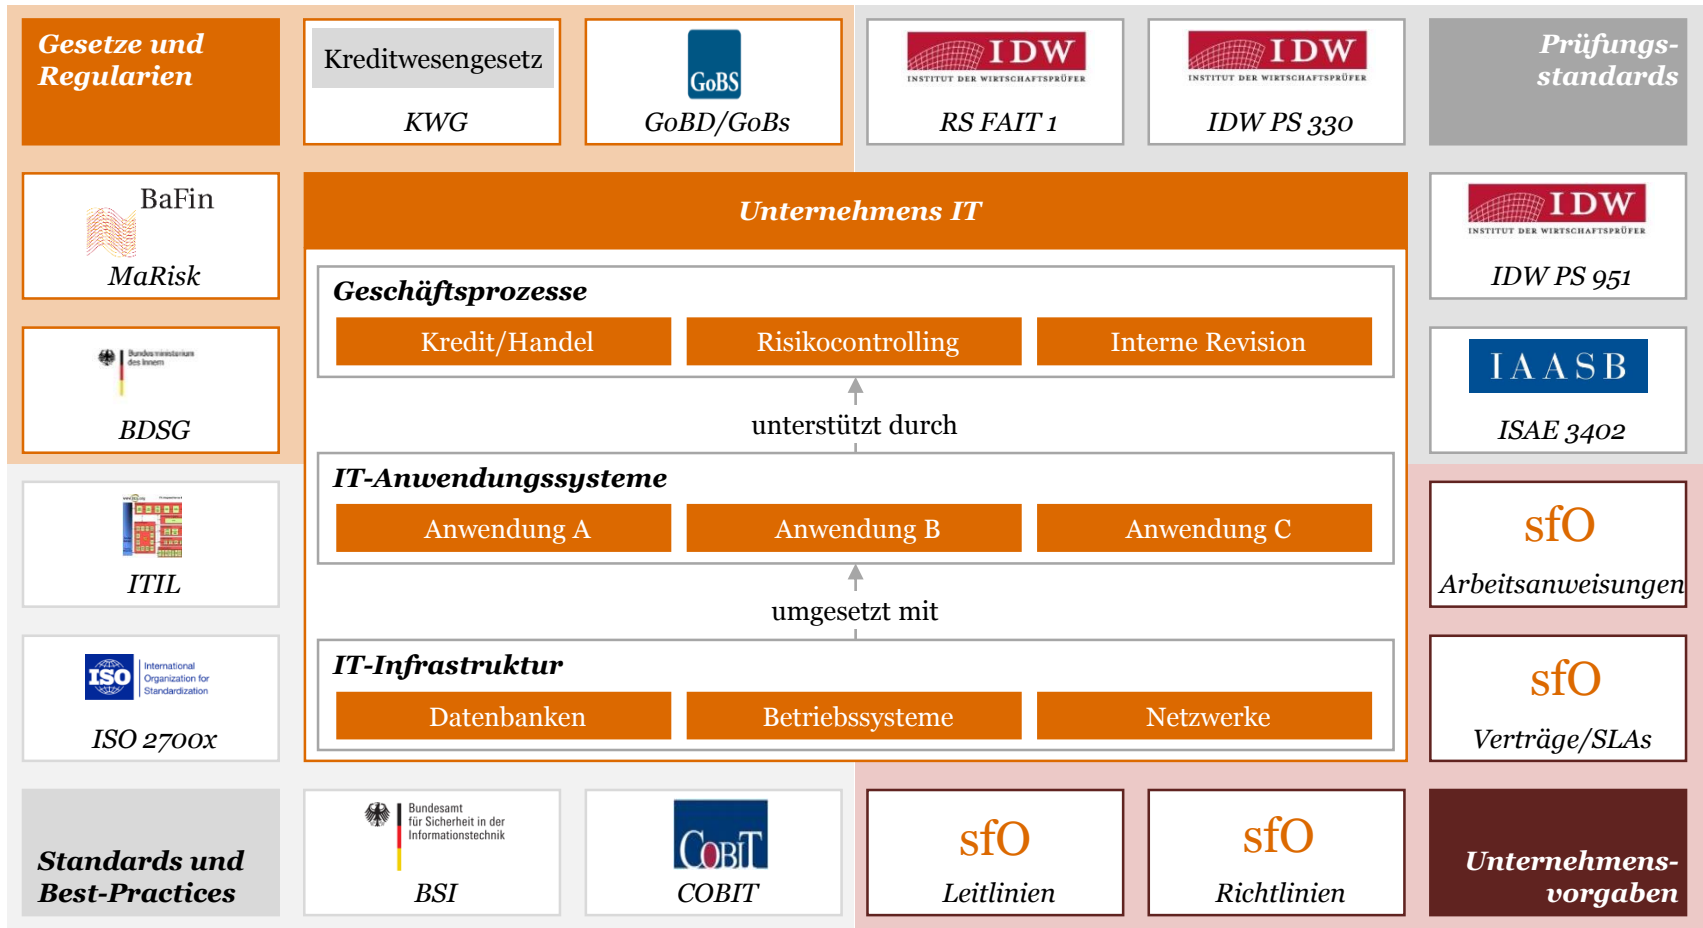 Gesetze und
Regularien
Kreditwesengesetz
KWG
GoBS
GoBD/GoBs
IDW
INSTITUT DER WIRTSCHAFTSPRÜFER
RS FAIT 1
IDW
INSTITUT DER WIRTSCHAFTSPRÜFER
IDW PS 330
Prüfungs-
standards
BaFin
MaRisk
Bundesministerium
des Innern
BDSG
Unternehmens IT
Geschäftsprozesse
Kredit/Handel
Risikocontrolling
Interne Revision
unterstützt durch
IT-Anwendungssysteme
Anwendung A
Anwendung B
Anwendung C
umgesetzt mit
IT-Infrastruktur
Datenbanken
Betriebssysteme
Netzwerke
IDW
INSTITUT DER WIRTSCHAFTSPRÜFER
IDW PS 951
IAASB
ISAE 3402
ITIL
ISO
International
Organization for
Standardization
ISO 2700x
sfO
Arbeitsanweisungen
sfO
Verträge/SLAs
Standards und
Best-Practices
Bundesamt
für Sicherheit in der
Informationstechnik
BSI
COBIT
COBIT
sfO
Leitlinien
sfO
Richtlinien
Unternehmens-
vorgaben